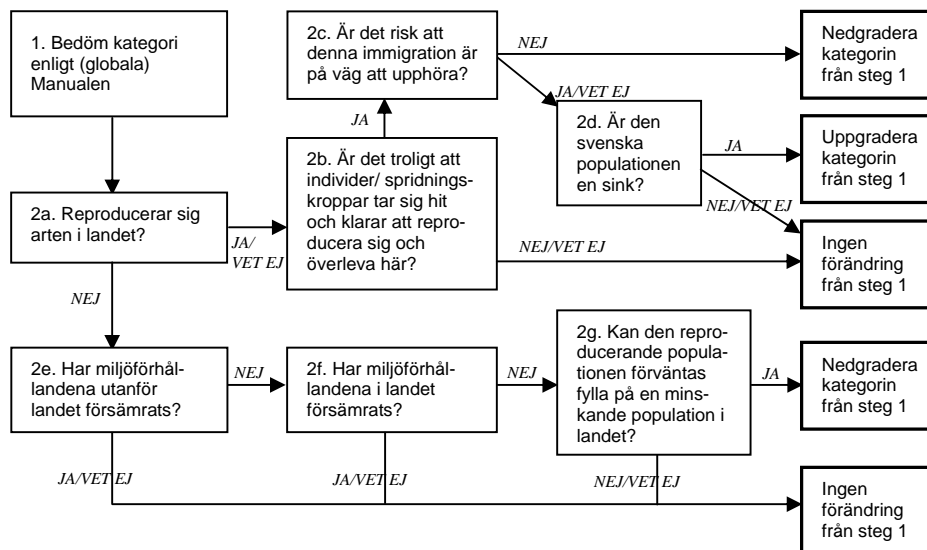 1. Bedöm kategori
enligt (globala)
Manualen
2c. Är det risk att
denna immigration är
på väg att upphöra?
NEJ
Nedgradera
kategorin
från steg 1
JA/VET EJ
JA
2d. Är den
svenska
populationen
en sink?
JA
Uppgradera
kategorin
från steg 1
NEJ/VET EJ
2a. Reproducerar sig
arten i landet?
JA/
VET EJ
2b. Är det troligt att
individer/ spridnings-
kroppar tar sig hit
och klarar att repro-
ducera sig och
överleva här?
NEJ/VET EJ
Ingen
förändring
från steg 1
NEJ
2e. Har miljöförhål-
landena utanför
landet försämrats?
NEJ
2f. Har miljöförhål-
landena i landet
försämrats?
NEJ
2g. Kan den repro-
ducerande popula-
tionen förväntas
fylla på en mins-
kande population i
landet?
JA
Nedgradera
kategorin
från steg 1
JA/VET EJ
JA/VET EJ
NEJ/VET EJ
Ingen
förändring
från steg 1